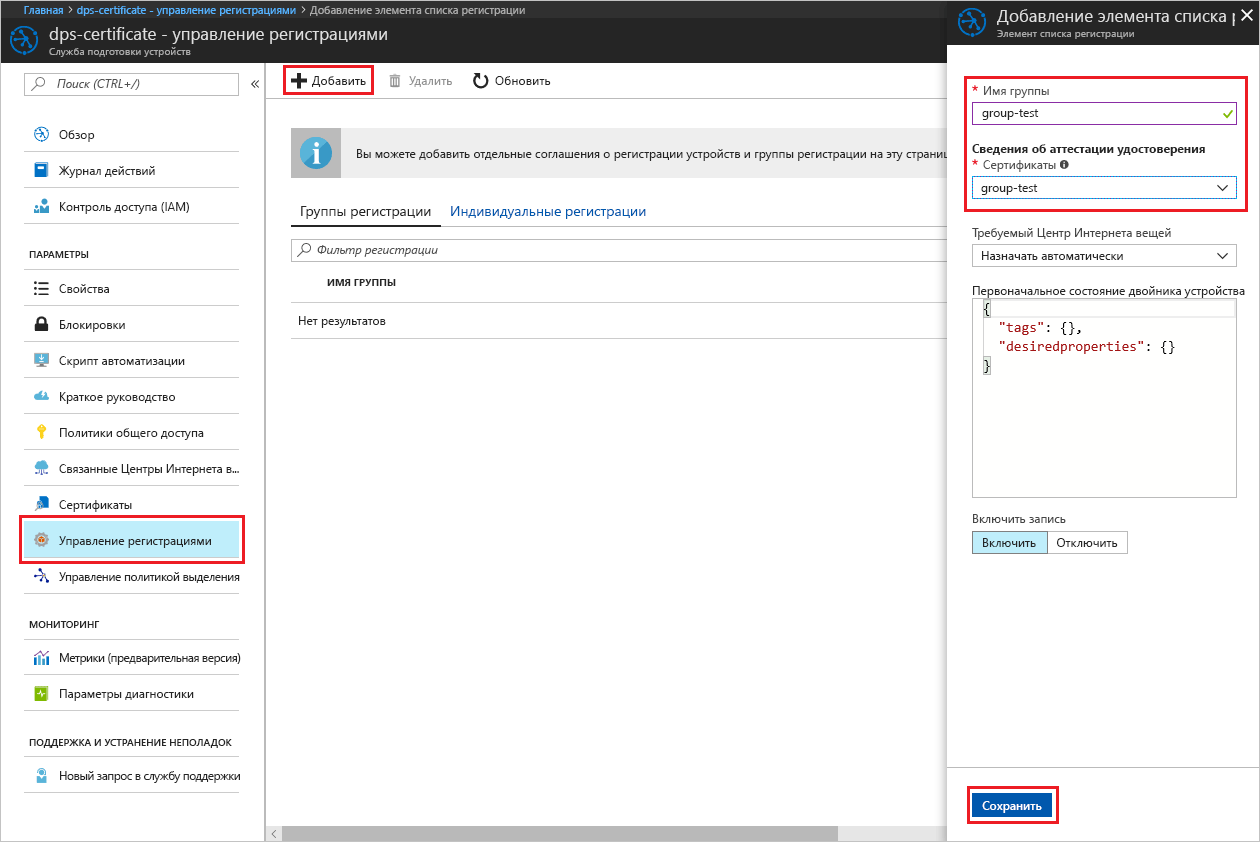 Главная > dps-certificate - управление регистрациями > Добавление элемента списка регистрации
dps-certificate - управление регистрациями
Служба подготовки устройств
Поиск (CTRL+/)
Обзор
Журнал действий
Контроль доступа (IAM)
ПАРАМЕТРЫ
Свойства
Блокировки
Скрипт автоматизации
Краткое руководство
Политики общего доступа
Связанные Центры Интернета в...
Сертификаты
Управление регистрациями
Управление политикой выделения
МОНИТОРИНГ
Метрики (предварительная версия)
Параметры диагностики
ПОДДЕРЖКА И УСТРАНЕНИЕ НЕПОЛАДОК
Новый запрос в службу поддержки
Добавить Удалить Обновить
Вы можете добавить отдельные соглашения о регистрации устройств и группы регистрации на эту страниц
Группы регистрации Индивидуальные регистрации
Фильтр регистрации
ИМЯ ГРУППЫ
Нет результатов
Добавление элемента списка
Элемент списка регистрации
* Имя группы
group-test
Сведения об аттестации удостоверения
* Сертификаты
group-test
Требуемый Центр Интернета вещей
Назначать автоматически
Первоначальное состояние двойника устройства
{
"tags": {},
"desiredproperties": {}
}
Включить запись
Включить Отключить
Сохранить